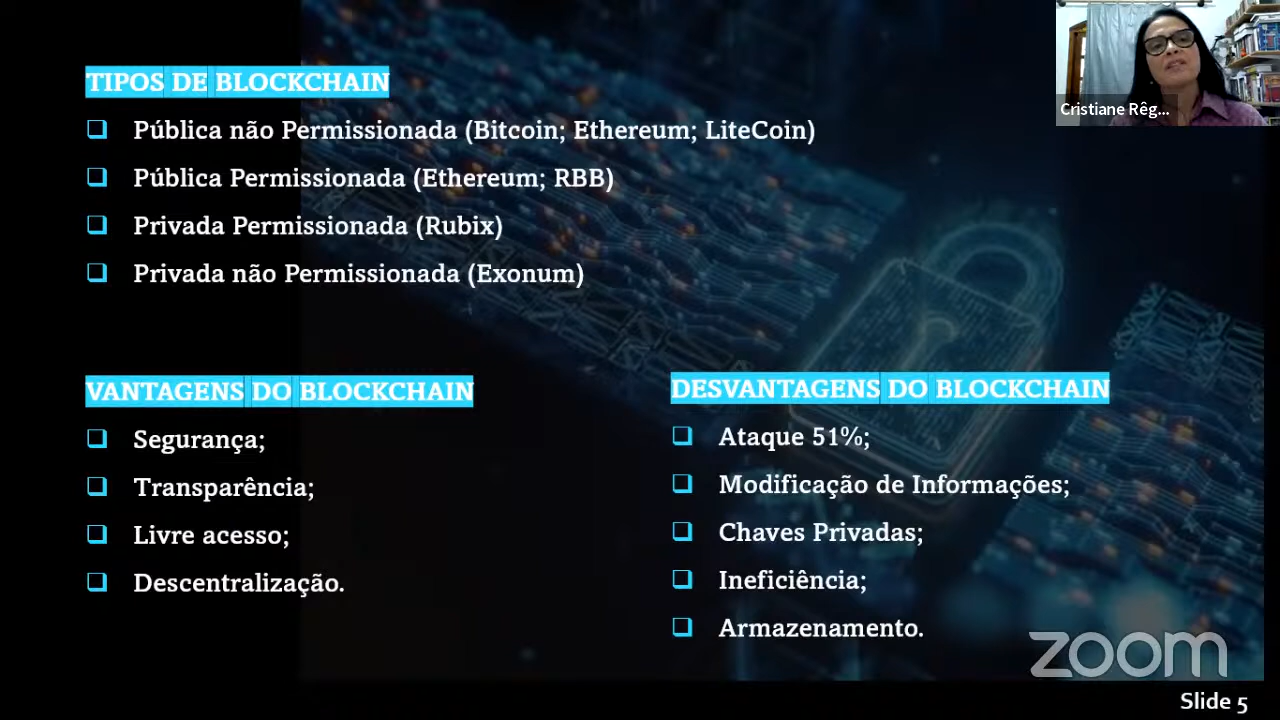 TIPOS DE BLOCKCHAIN
Pública não Permissionada (Bitcoin; Ethereum; LiteCoin)
Pública Permissionada (Ethereum; RBB)
Privada Permissionada (Rubix)
Privada não Permissionada (Exonum)
Cristiane Rêg...
VANTAGENS DO BLOCKCHAIN
Segurança;
Transparência;
Livre acesso;
Descentralização.
DESVANTAGENS DO BLOCKCHAIN
Ataque 51%;
Modificação de Informações;
Chaves Privadas;
Ineficiência;
Armazenamento.
zoom
Slide 5